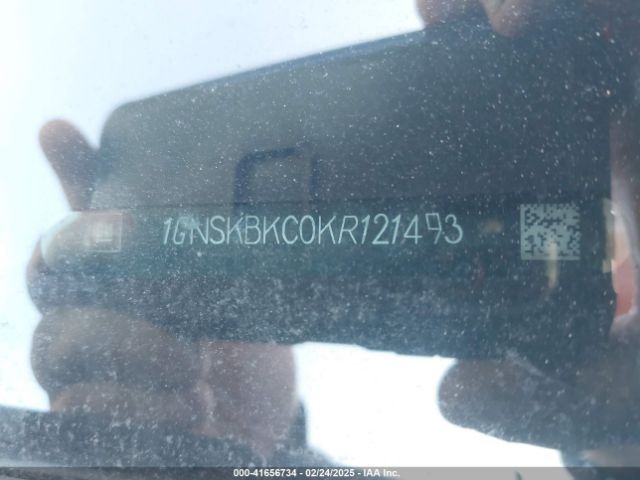 1GNSKBKC0KR121493
000-41656734 - 02/24/2025 - IAA Inc.